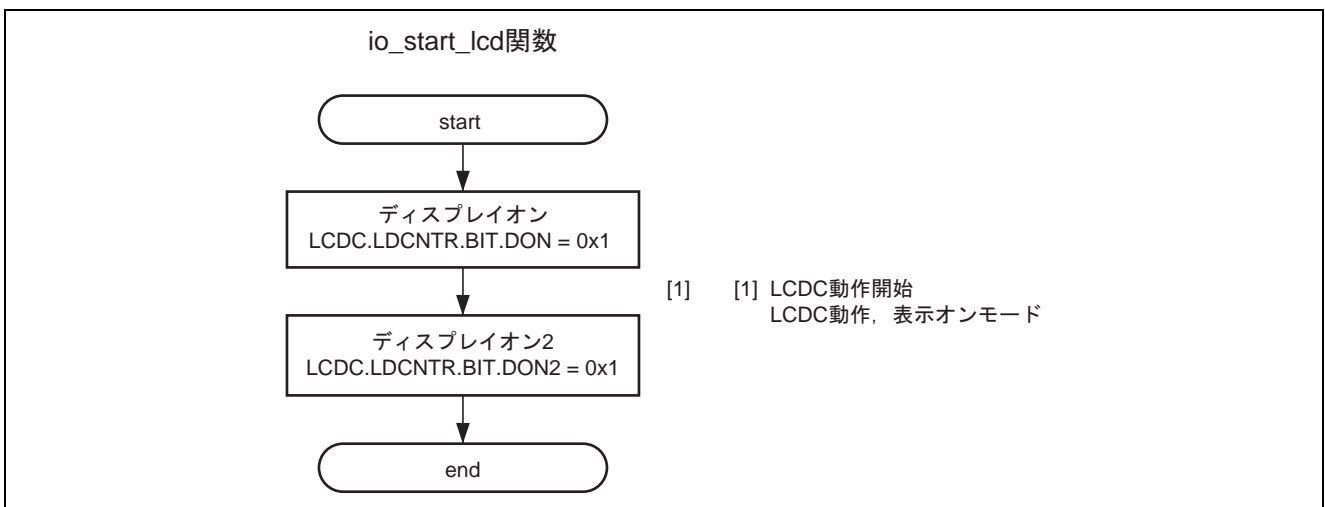 io_start_lcd関数
start
ディスプレイオン
LCDC.LDCNTR.BIT.DON = 0x1
[1] [1] LCDC動作開始
LCDC動作，表示オンモード
ディスプレイオン2
LCDC.LDCNTR.BIT.DON2 = 0x1
end